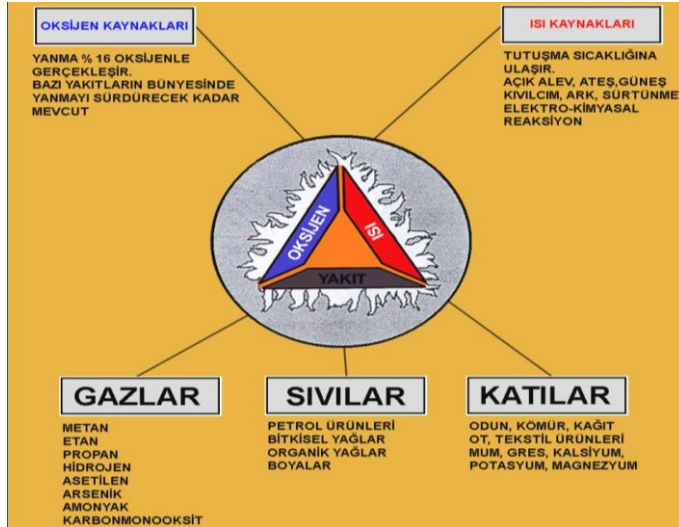 OKSİJEN KAYNAKLARI
YANMA % 16 OKSİJENLE
GERÇEKLEŞİR.
BAZI YAKITLARIN BÜNYESİNDE
YANMAYI SÜRDÜRECEK KADAR
MEVCUT
ISI KAYNAKLARI
TUTUŞMA SICAKLIĞINA
ULAŞIR.
AÇIK ALEV, ATEŞ,GÜNEŞ
KIVILCIM, ARK, SÜRTÜNME
ELEKTRO-KİMYASAL
REAKSİYON
OKSİJEN
ISI
YAKIT
GAZLAR
METAN
ETAN
PROPAN
HİDROJEN
ASETİLEN
ARSENİK
AMONYAK
KARBONMONOOKSİT
SIVILAR
PETROL ÜRÜNLERİ
BİTKİSEL YAĞLAR
ORGANİK YAĞLAR
BOYALAR
KATILAR
ODUN, KÖMÜR, KAĞIT
OT, TEKSTİL ÜRÜNLERİ
MUM, GRES, KALSİYUM,
POTASYUM, MAGNEZYUM